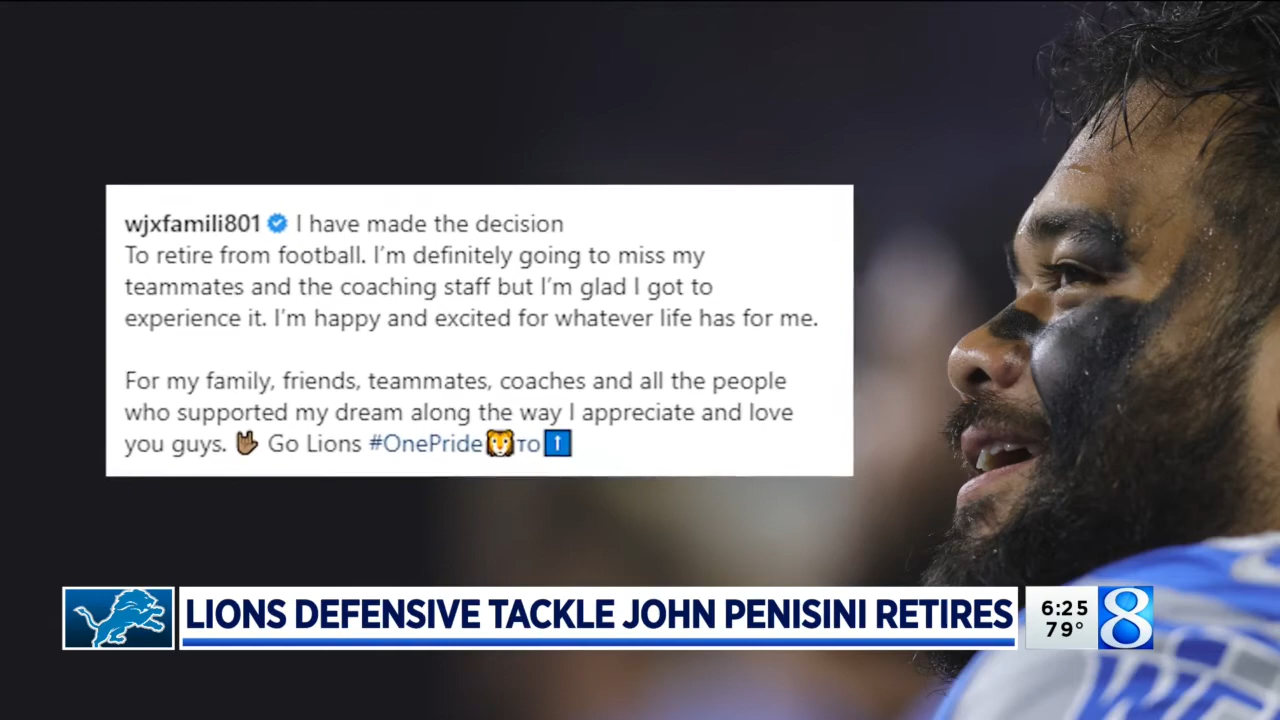 wjxfamili801 I have made the decision
To retire from football. I'm definitely going to miss my
teammates and the coaching staff but I'm glad I got to
experience it. I'm happy and excited for whatever life has for me.
For my family, friends, teammates, coaches and all the people
who supported my dream along the way I appreciate and love
you guys. 🤟🏽 Go Lions #OnePride🦁TO⬆️
LIONS DEFENSIVE TACKLE JOHN PENISINI RETIRES
6:25
79°
8